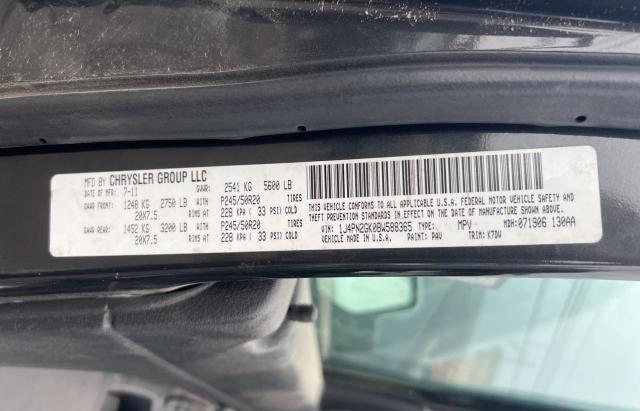 MFD BY CHRYSLER GROUP LLC
DATE OF MFR: 7-11 GVWR: 2541 KG 5600 LB
GAWR FRONT: 1248 KG 2750 LB P245/50R20 TIRES
20X7.5 RIMS AT 228 KPA ( 33 PSI) COLD
GAWR REAR: 1452 KG 3200 LB P245/50R20 TIRES
20X7.5 RIMS AT 228 KPA ( 33 PSI) COLD
THIS VEHICLE CONFORMS TO ALL APPLICABLE U.S.A. FEDERAL MOTOR VEHICLE SAFETY, BUMPER AND
THEFT PREVENTION STANDARDS IN EFFECT ON THE DATE OF MANUFACTURE SHOWN ABOVE.
VIN: 1J4PN2GK0BW588365 TYPE: MPV MDH: 071906 130AA
VEHICLE MADE IN U.S.A. PAINT: PAV TRIM: K7DV